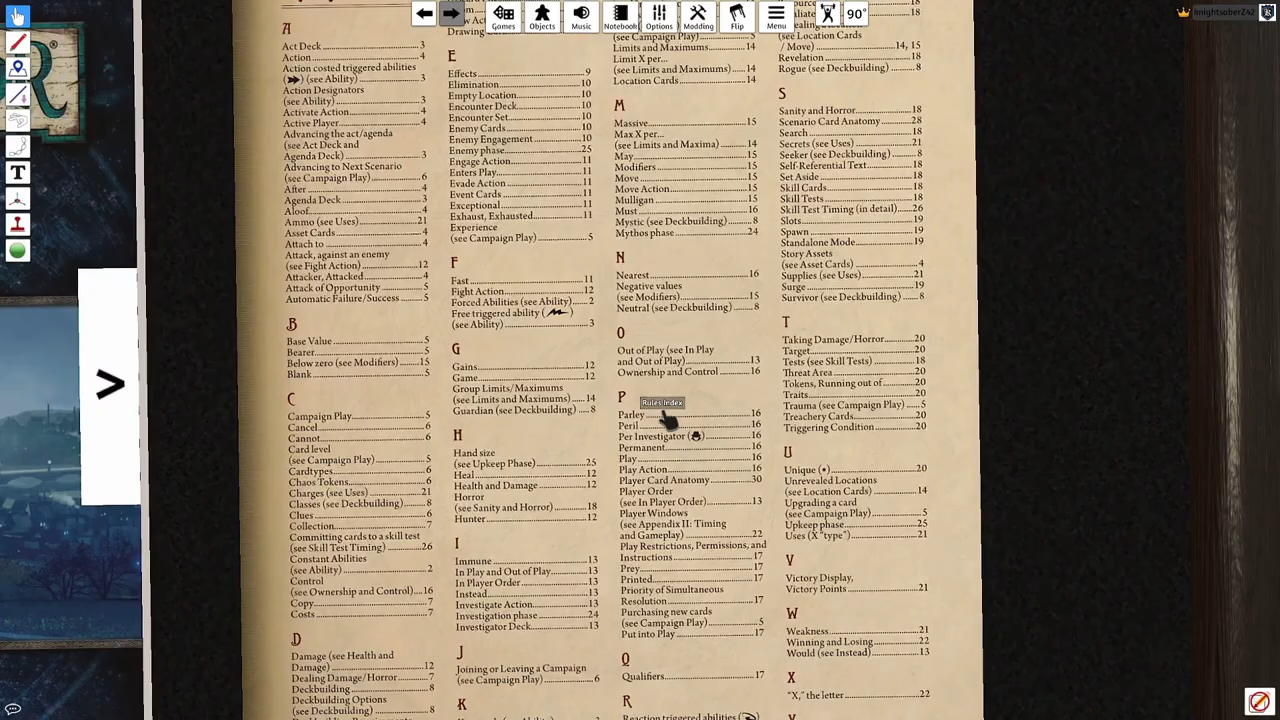 Games
Objects
Music
Notebook
Options
Modding
Flip
Menu
90°
knightsoberZ42
R
>
A
Act Deck 3
Action 4
Action costed triggered abilities
(see Ability) 3
Action Designators
(see Ability) 3
Activate Action 4
Active Player 4
Advancing the act/agenda
(see Act Deck and
Agenda Deck) 3
Advancing to Next Scenario
(see Campaign Play) 6
After 4
Agenda Deck 3
Aloof 4
Ammo (see Uses) 21
Asset Cards 4
Attach to 4
Attack, against an enemy
(see Fight Action) 12
Attacker, Attacked 4
Attack of Opportunity 5
Automatic Failure/Success 5
B
Base Value 5
Bearer 5
Below zero (see Modifiers) 15
Blank 5
C
Campaign Play 5
Cancel 6
Cannot 6
Card level
(see Campaign Play) 5
Cardtypes 6
Chaos Tokens 6
Charges (see Uses) 21
Classes (see Deckbuilding) 8
Clues 6
Collection 7
Committing cards to a skill test
(see Skill Test Timing) 26
Constant Abilities
(see Ability) 2
Control
(see Ownership and Control) 16
Copy 7
Costs 7
D
Damage (see Health and
Damage) 12
Dealing Damage/Horror 7
Deckbuilding 8
Deckbuilding Options
(see Deckbuilding) 8
E
Effects 9
Elimination 10
Empty Location 10
Encounter Deck 10
Encounter Set 10
Enemy Cards 10
Enemy Engagement 10
Enemy phase 25
Engage Action 11
Enters Play 11
Evade Action 11
Event Cards 11
Exceptional 11
Exhaust, Exhausted 11
Experience
(see Campaign Play) 5
F
Fast 11
Fight Action 12
Forced Abilities (see Ability) 2
Free triggered ability ( )
(see Ability) 3
G
Gains 12
Game 12
Group Limits/Maximums
(see Limits and Maximums) 14
Guardian (see Deckbuilding) 8
H
Hand size
(see Upkeep Phase) 25
Heal 12
Health and Damage 12
Horror
(see Sanity and Horror) 18
Hunter 12
I
Immune 13
In Play and Out of Play 13
In Player Order 13
Instead 13
Investigate Action 13
Investigation phase 24
Investigator Deck 13
J
Joining or Leaving a Campaign
(see Campaign Play) 6
K
(see Campaign Play) 5
Limits and Maximums 14
Limit X per...
(see Limits and Maximums) 14
Location Cards 14
M
Massive 15
Max X per...
(see Limits and Maxima) 14
May 15
Modifiers 15
Move 15
Move Action 15
Mulligan 15
Must 16
Mystic (see Deckbuilding) 8
Mythos phase 24
N
Nearest 16
Negative values
(see Modifiers) 15
Neutral (see Deckbuilding) 8
O
Out of Play (see In Play
and Out of Play) 13
Ownership and Control 16
P
Rules Index
Parley 16
Peril 16
Per Investigator ( ) 16
Permanent 16
Play 16
Play Action 16
Player Card Anatomy 30
Player Order
(see In Player Order) 13
Player Windows
(see Appendix II: Timing
and Gameplay) 22
Play Restrictions, Permissions, and
Instructions 17
Prey 17
Printed 17
Priority of Simultaneous
Resolution 17
Purchasing new cards
(see Campaign Play) 5
Put into Play 17
Q
Qualifiers 17
R
Reaction triggered abilities
(see Location Cards
/ Move) 14, 15
Revelation 18
Rogue (see Deckbuilding) 8
S
Sanity and Horror 18
Scenario Card Anatomy 28
Search 18
Secrets (see Uses) 21
Seeker (see Deckbuilding) 8
Self-Referential Text 18
Set Aside 18
Skill Cards 18
Skill Tests 18
Skill Test Timing (in detail) 26
Slots 19
Spawn 19
Standalone Mode 19
Story Assets
(see Asset Cards) 4
Supplies (see Uses) 21
Surge 19
Survivor (see Deckbuilding) 8
T
Taking Damage/Horror 20
Target 20
Tests (see Skill Tests) 18
Threat Area 20
Tokens, Running out of 20
Traits 20
Trauma (see Campaign Play) 5
Treachery Cards 20
Triggering Condition 20
U
Unique (•) 20
Unrevealed Locations
(see Location Cards) 14
Upgrading a card
(see Campaign Play) 5
Upkeep phase 25
Uses (X "type") 21
V
Victory Display,
Victory Points 21
W
Weakness 21
Winning and Losing 22
Would (see Instead) 13
X
"X," the letter 22